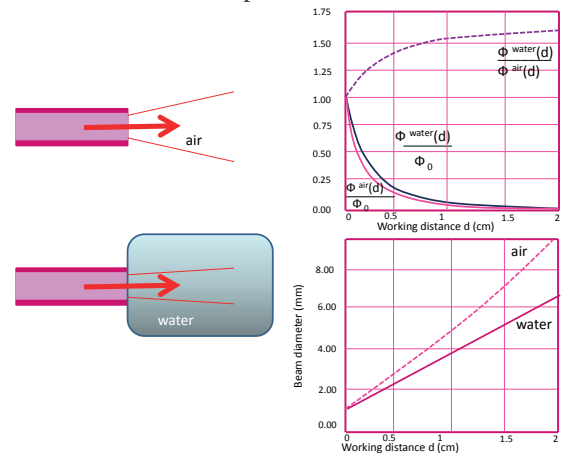 air
water
1.75
1.50
1.25
1.00
0.75
0.50
0.25
0.00
Φ water(d)
Φ air(d)
Φ water(d)
Φ 0
Φ air(d)
Φ0
0 0.5 1 1.5 2
Working distance d (cm)
8.00
6.00
4.00
2.00
0.00
Beam diameter (mm)
air
water
0 0.5 1 1.5 2
Working distance d (cm)